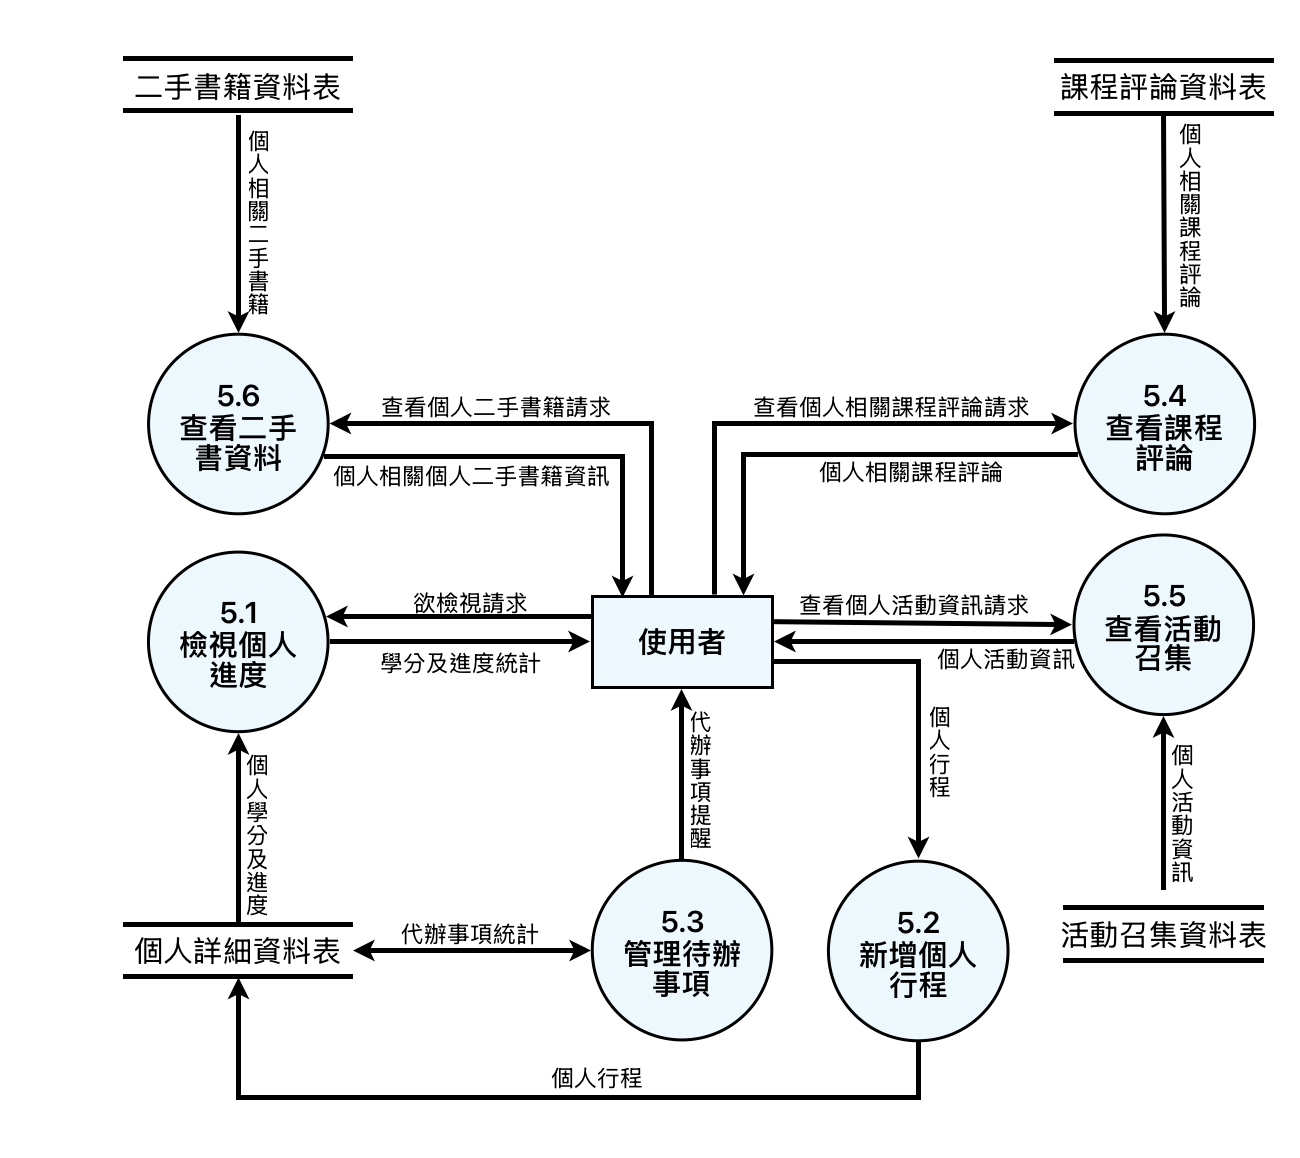 二手書籍資料表
課程評論資料表
個人相關二手書籍
個人相關課程評論
5.6
查看二手
書資料
查看個人二手書籍請求
個人相關個人二手書籍資訊
查看個人相關課程評論請求
個人相關課程評論
5.4
查看課程
評論
5.1
檢視個人
進度
欲檢視請求
學分及進度統計
使用者
查看個人活動資訊請求
個人活動資訊
5.5
查看活動
召集
個人學分及進度
代辦事項提醒
個人行程
個人活動資訊
個人詳細資料表
代辦事項統計
5.3
管理待辦
事項
5.2
新增個人
行程
活動召集資料表
個人行程